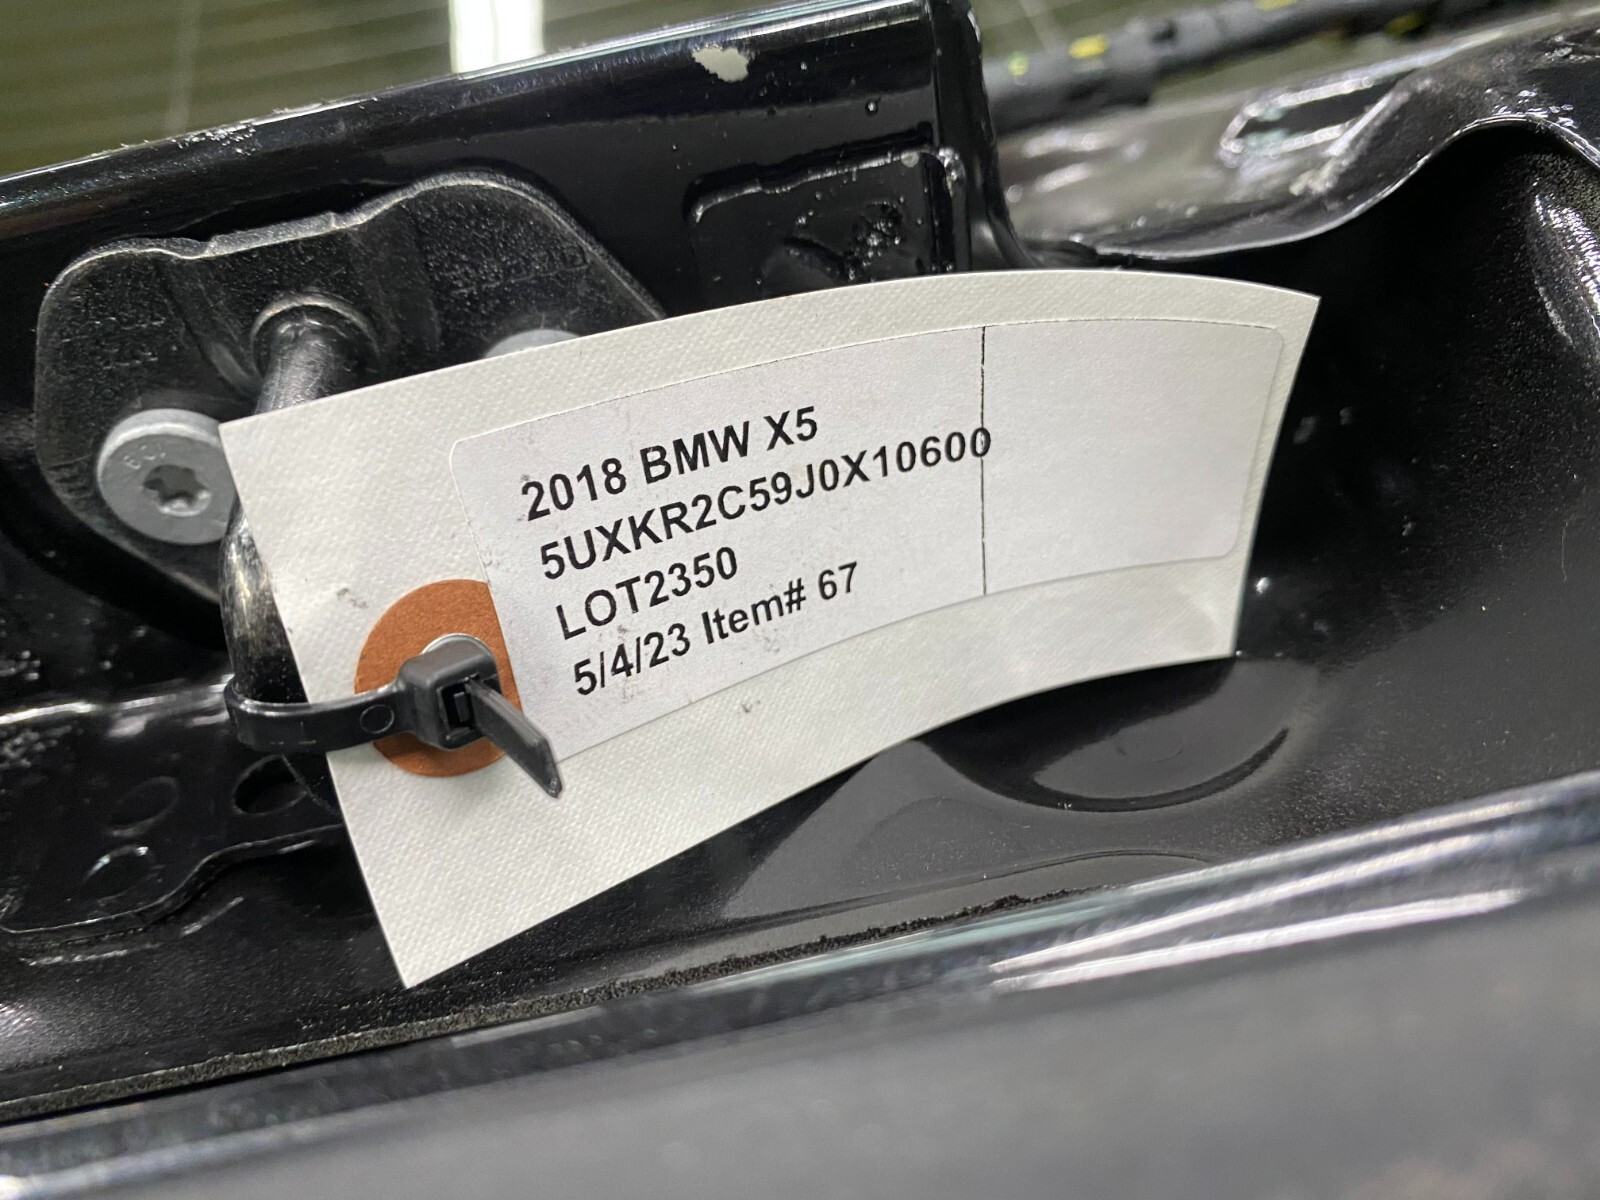 2018 BMW X5
5UXKR2C59J0X10600
LOT2350
5/4/23 Item# 67